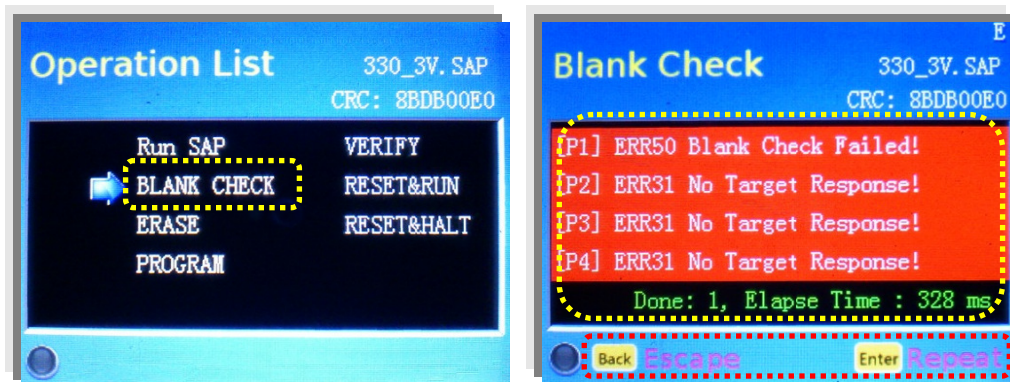 Operation List
330_3V.SAP
CRC: 8BDB00E0
Run SAP VERIFY
BLANK CHECK RESET&RUN
ERASE RESET&HALT
PROGRAM
E
Blank Check
330_3V.SAP
CRC: 8BDB00E0
[P1] ERR50 Blank Check Failed!
[P2] ERR31 No Target Response!
[P3] ERR31 No Target Response!
[P4] ERR31 No Target Response!
Done: 1, Elapse Time : 328 ms
Back Escape Enter Repeat